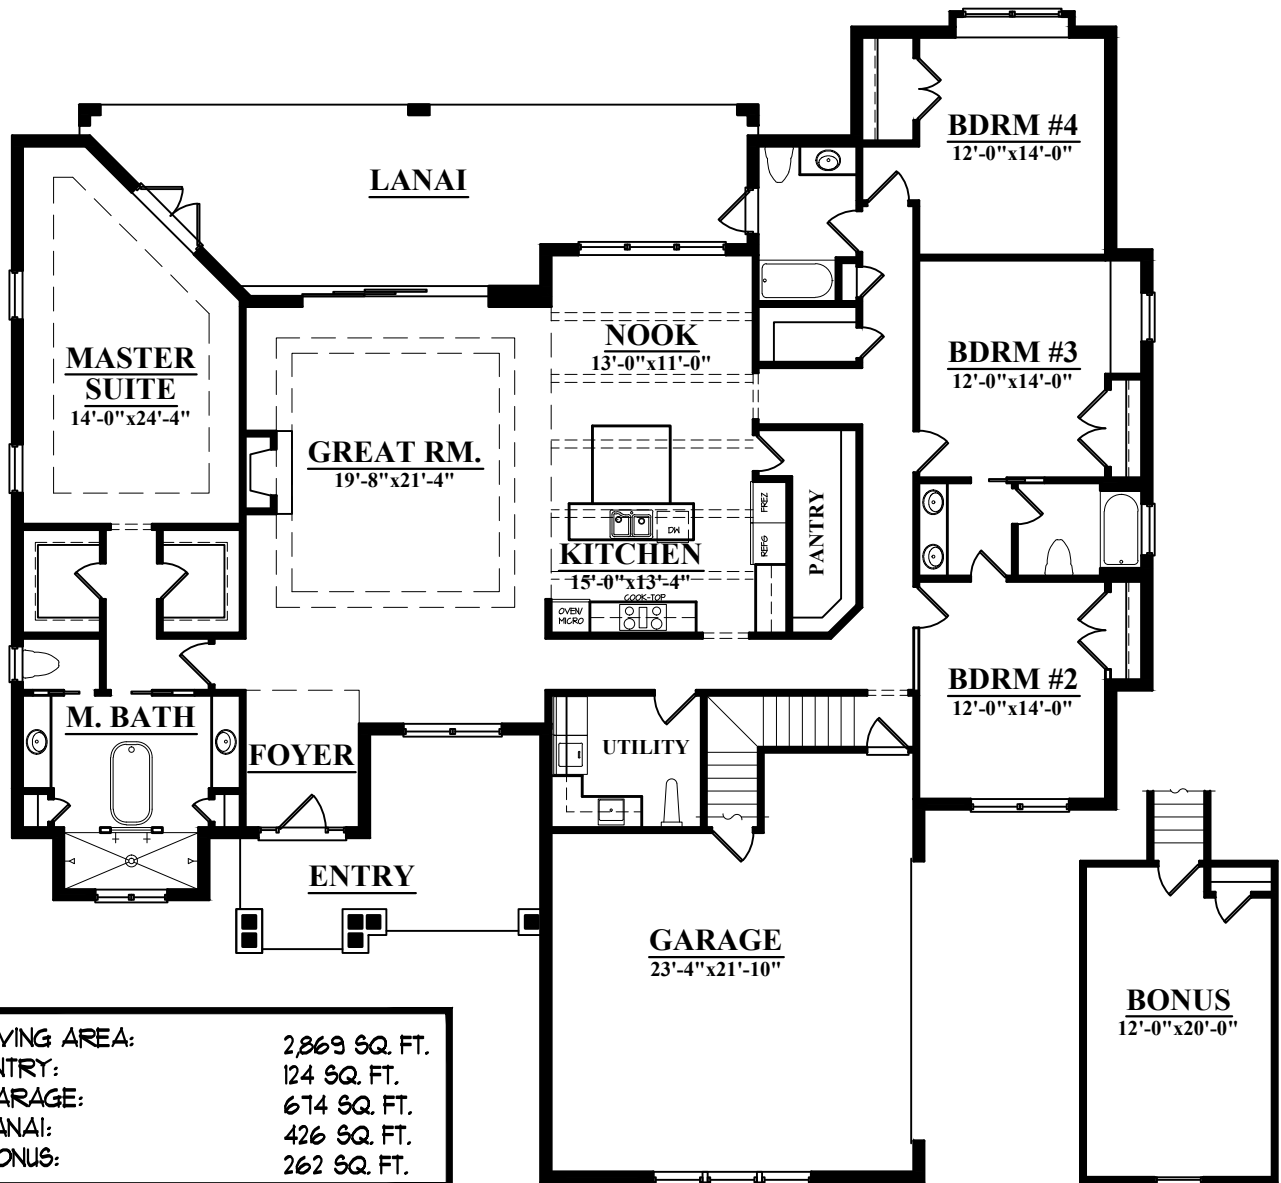 BDRM #4
12'-0"x14'-0"
LANAI
NOOK
13'-0"x11'-0"
BDRM #3
12'-0"x14'-0"
MASTER
SUITE
14'-0"x24'-4"
GREAT RM.
19'-8"x21'-4"
FREZ
REFG
DW
PANTRY
KITCHEN
15'-0"x13'-4"
COOK-TOP
OVEN/
MICRO
BDRM #2
12'-0"x14'-0"
M. BATH
FOYER
UTILITY
ENTRY
GARAGE
23'-4"x21'-10"
BONUS
12'-0"x20'-0"
VING AREA: 2,869 SQ. FT.
NTRY: 124 SQ. FT.
ARAGE: 674 SQ. FT.
ANAI: 426 SQ. FT.
ONUS: 262 SQ. FT.